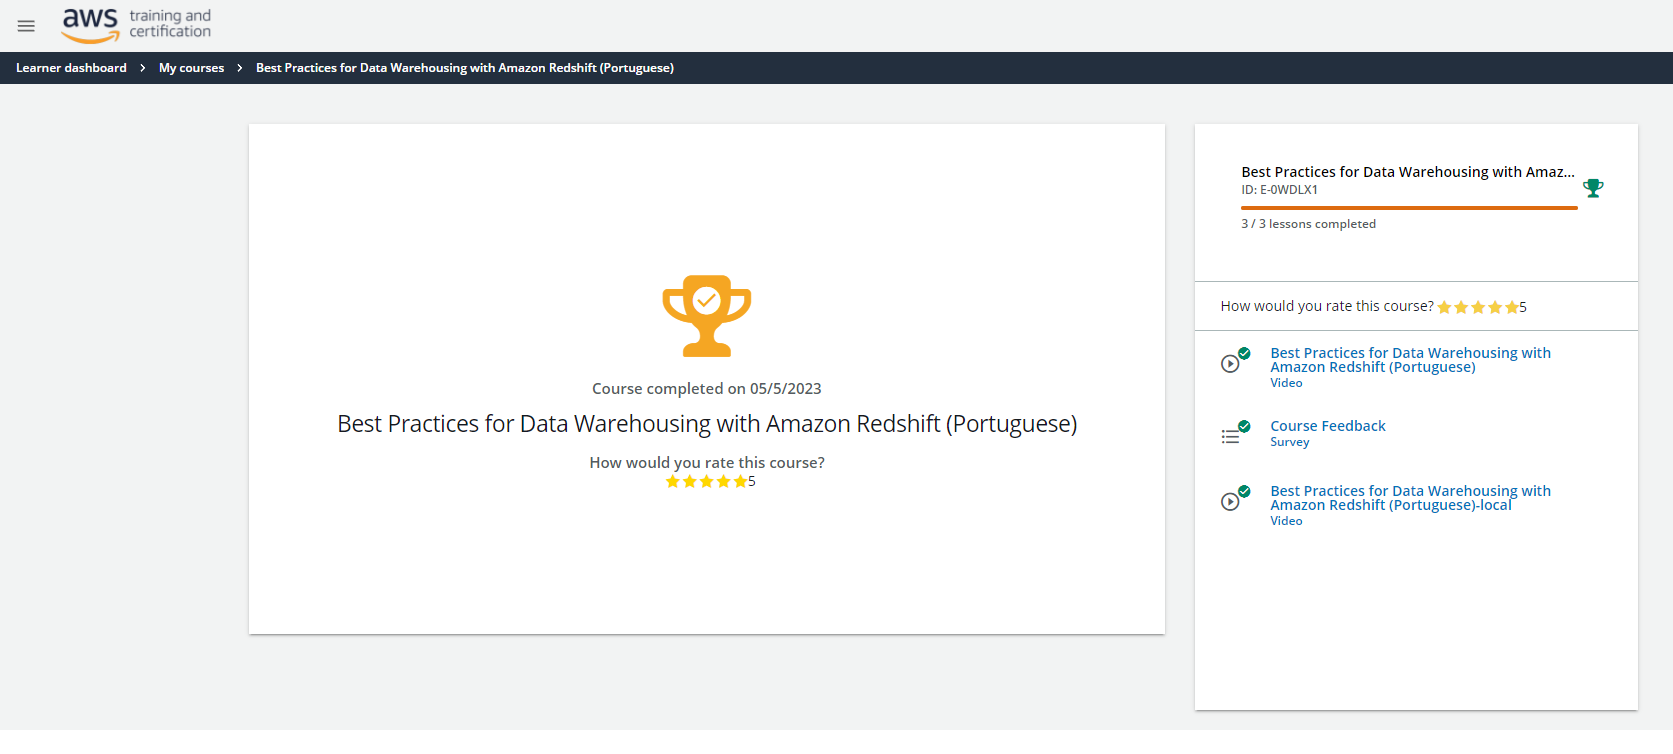 aws training and
certification
Learner dashboard > My courses > Best Practices for Data Warehousing with Amazon Redshift (Portuguese)
Course completed on 05/5/2023
Best Practices for Data Warehousing with Amazon Redshift (Portuguese)
How would you rate this course?
5
Best Practices for Data Warehousing with Amaz...
ID: E-0WDLX1
3 / 3 lessons completed
How would you rate this course? 5
Best Practices for Data Warehousing with
Amazon Redshift (Portuguese)
Video
Course Feedback
Survey
Best Practices for Data Warehousing with
Amazon Redshift (Portuguese)-local
Video